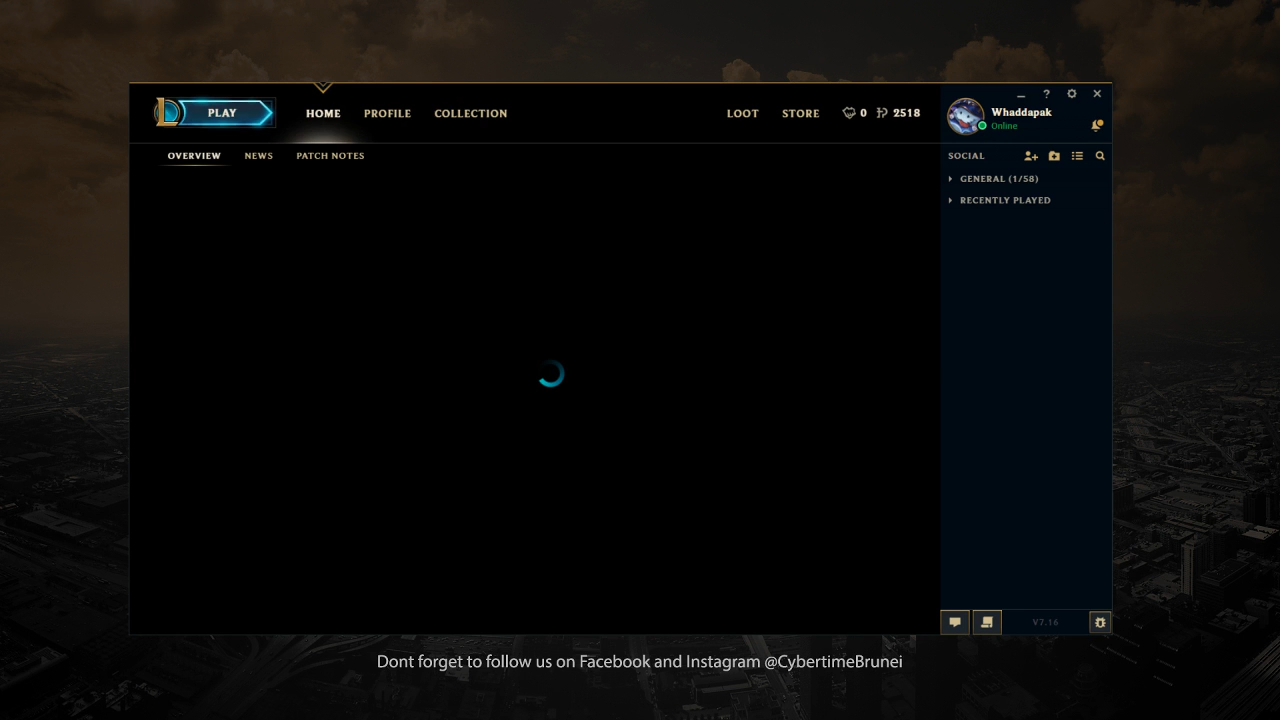 PLAY
HOME
PROFILE
COLLECTION
LOOT
STORE
0
2518
?
Whaddapak
Online
OVERVIEW
NEWS
PATCH NOTES
SOCIAL
GENERAL (1/58)
RECENTLY PLAYED
V7.16
Dont forget to follow us on Facebook and Instagram @CybertimeBrunei